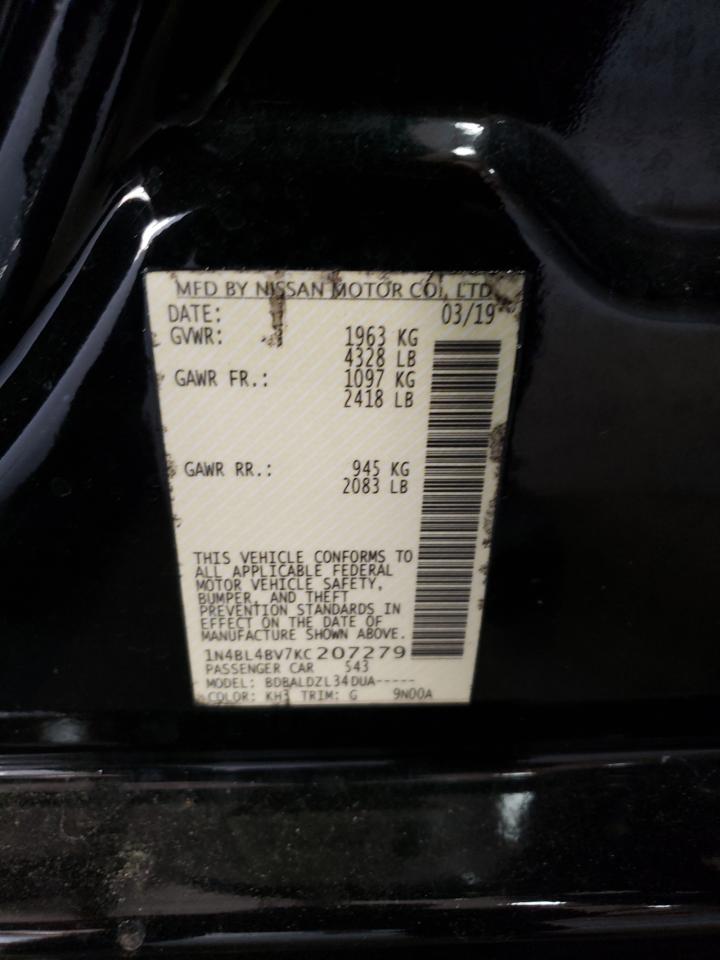 MFD BY NISSAN MOTOR CO., LTD.
DATE: 03/19
GVWR: 1963 KG
4328 LB
GAWR FR.: 1097 KG
2418 LB
GAWR RR.: 945 KG
2083 LB
THIS VEHICLE CONFORMS TO
ALL APPLICABLE FEDERAL
MOTOR VEHICLE SAFETY,
BUMPER, AND THEFT
PREVENTION STANDARDS IN
EFFECT ON THE DATE OF
MANUFACTURE SHOWN ABOVE.
1N4BL4BV7KC207279
PASSENGER CAR 543
MODEL: BDBALDZL34DUA-----
COLOR: KH3 TRIM: G 9N00A